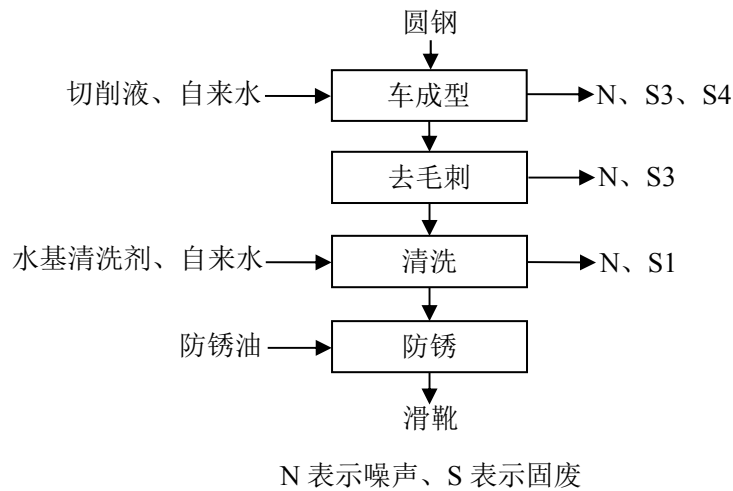 圆钢
切削液、自来水
车成型
N、S3、S4
去毛刺
N、S3
水基清洗剂、自来水
清洗
N、S1
防锈油
防锈
滑靴
N 表示噪声、S 表示固废